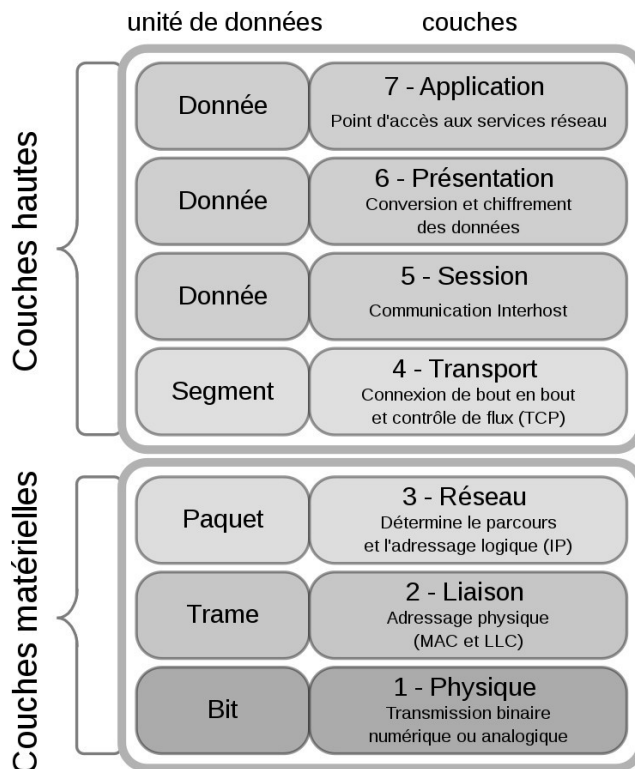 unité de données
couches
Couches hautes
Donnée
7 - Application
Point d'accès aux services réseau
Donnée
6 - Présentation
Conversion et chiffrement
des données
Donnée
5 - Session
Communication Interhost
Segment
4 - Transport
Connexion de bout en bout
et contrôle de flux (TCP)
Couches matérielles
Paquet
3 - Réseau
Détermine le parcours
et l'adressage logique (IP)
Trame
2 - Liaison
Adressage physique
(MAC et LLC)
Bit
1 - Physique
Transmission binaire
numérique ou analogique